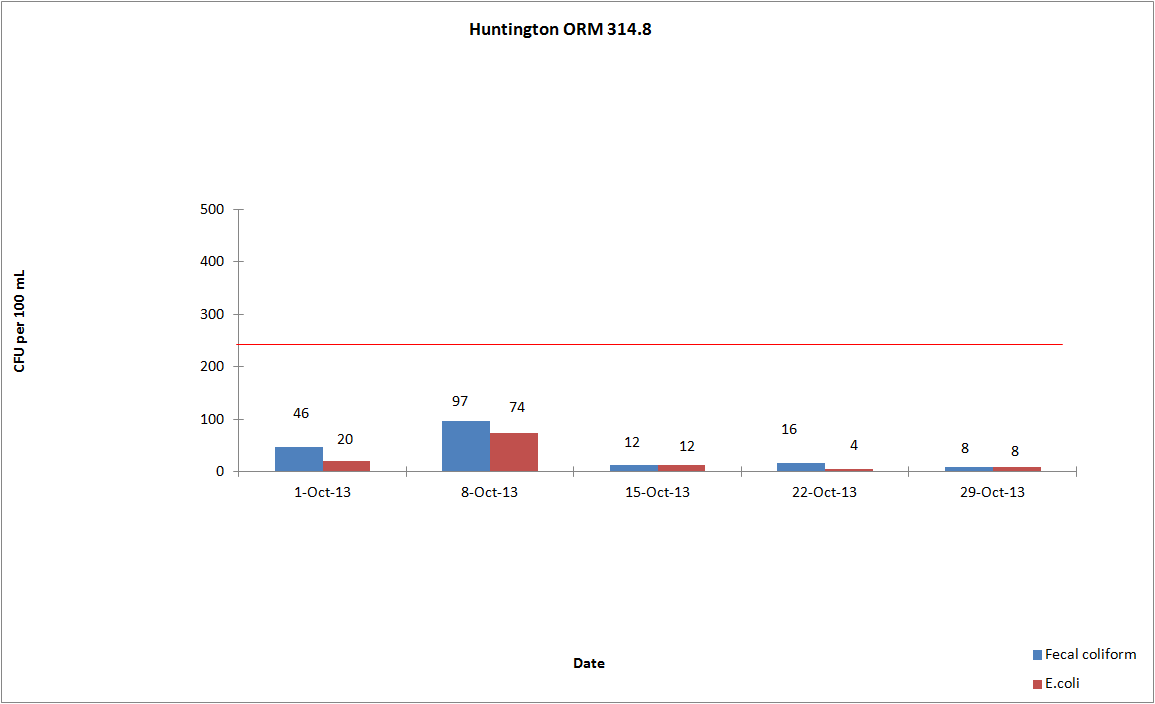 Huntington ORM 314.8
CFU per 100 mL
500
400
300
200
100
0
46
20
97
74
12
12
16
4
8
8
1-Oct-13
8-Oct-13
15-Oct-13
22-Oct-13
29-Oct-13
Date
Fecal coliform
E.coli